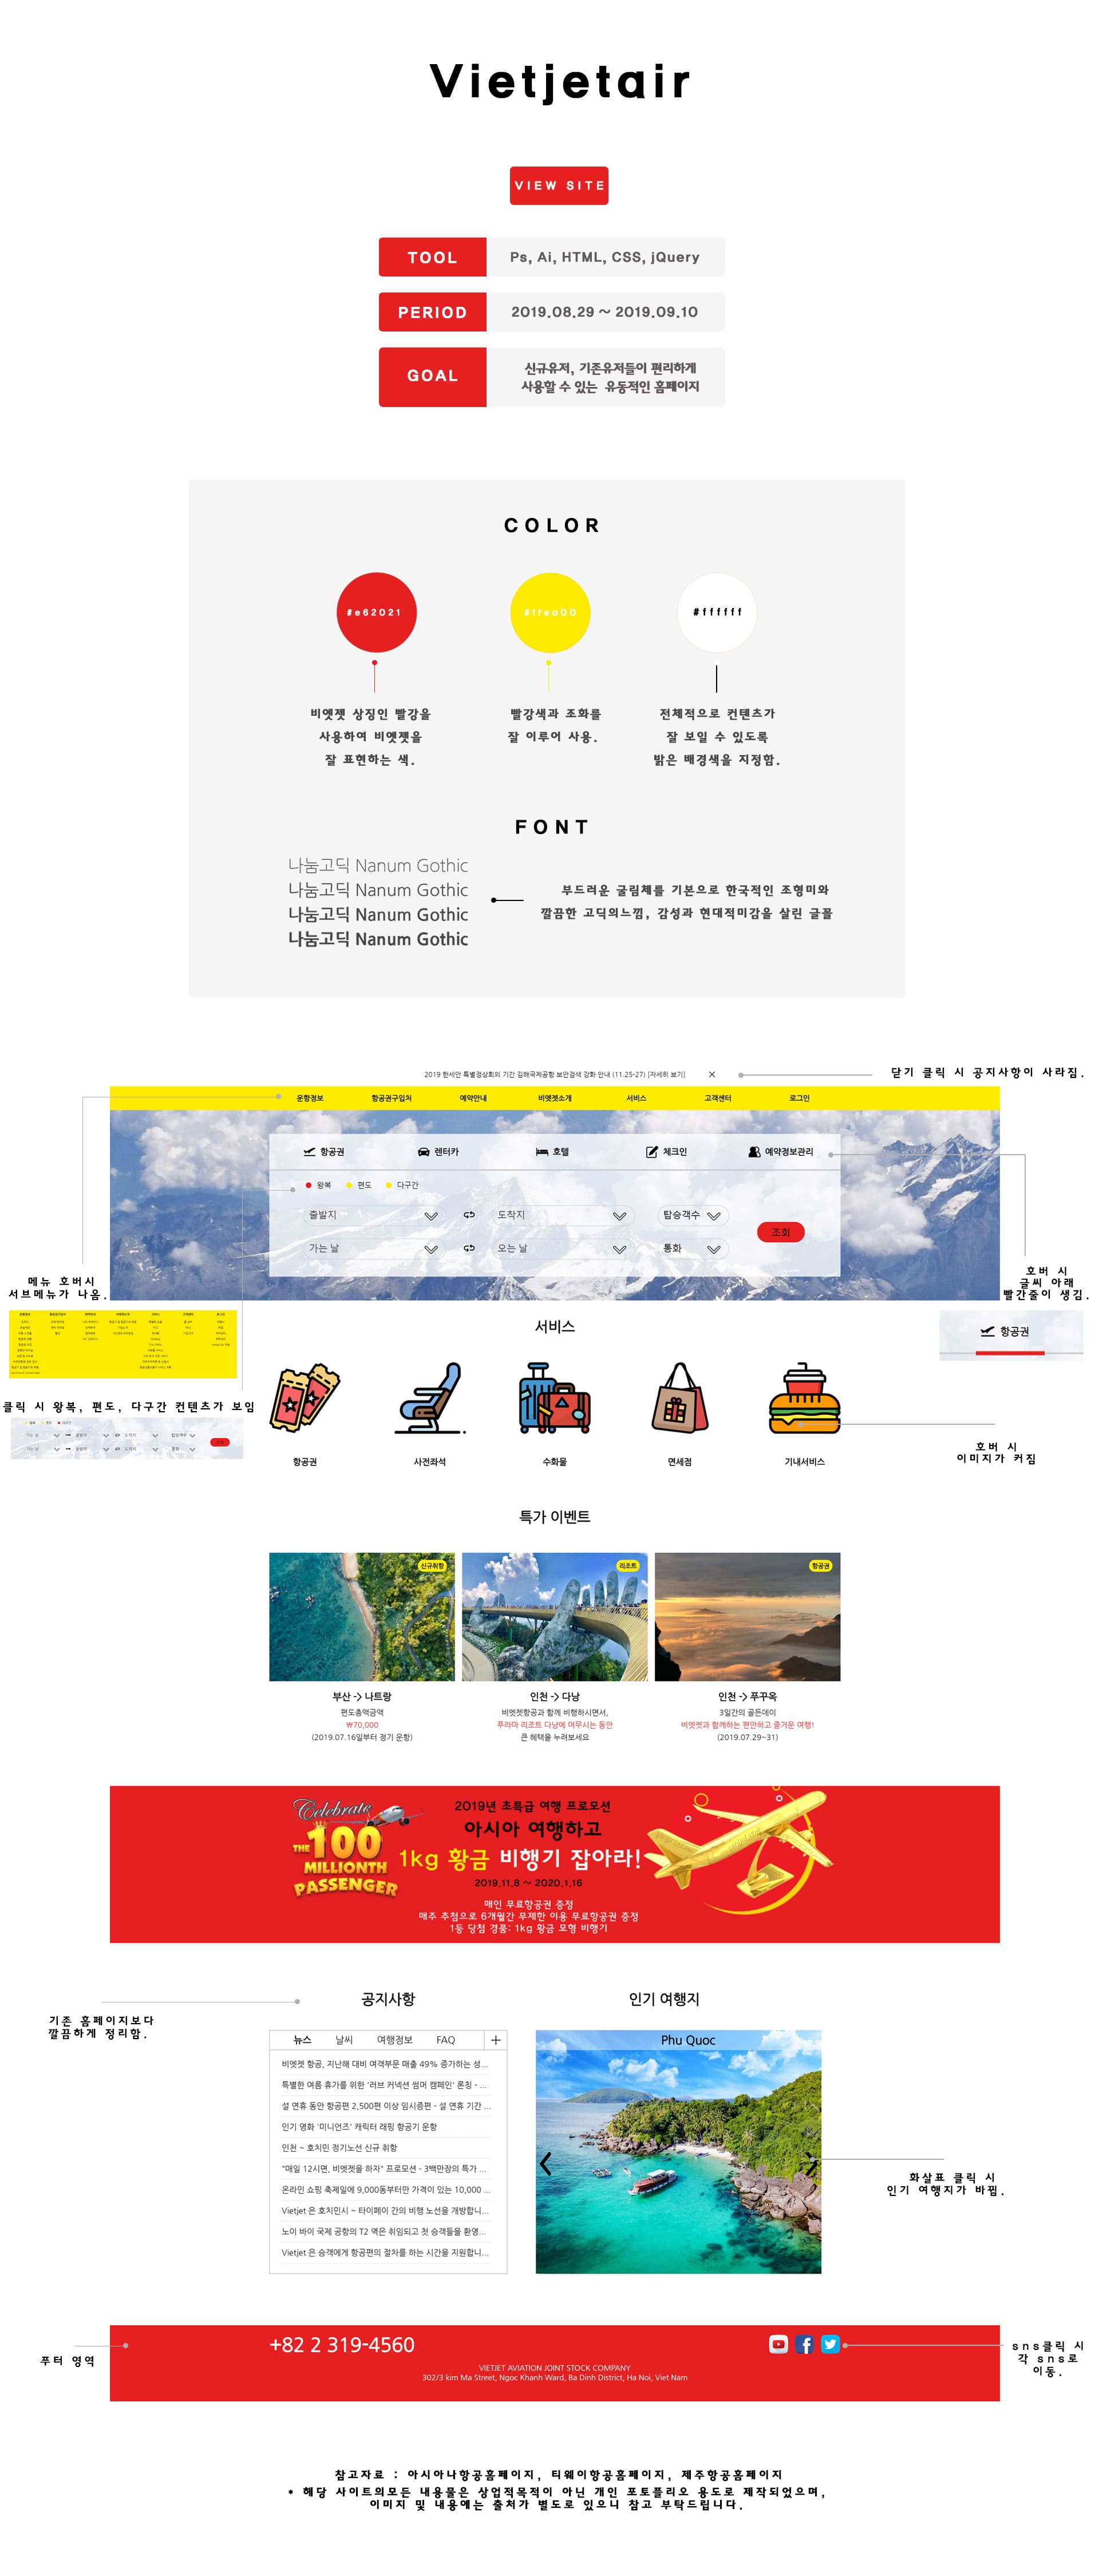 Vietjetair
VIEW SITE
TOOL
Ps, Ai, HTML, CSS, jQuery
PERIOD
2019.08.29 ~ 2019.09.10
GOAL
신규유저, 기존유저들이 편리하게
사용할 수 있는 유동적인 홈페이지
COLOR
#e62021
#ffea00
#ffffff
비엣젯 상징인 빨강을
사용하여 비엣젯을
잘 표현하는 색.
빨강색과 조화를
잘 이루어 사용.
전체적으로 컨텐츠가
잘 보일 수 있도록
밝은 배경색을 지정함.
FONT
나눔고딕 Nanum Gothic
나눔고딕 Nanum Gothic
나눔고딕 Nanum Gothic
나눔고딕 Nanum Gothic
부드러운 굴림체를 기본으로 한국적인 조형미와
깔끔한 고딕의느낌, 감성과 현대적미감을 살린 글꼴
2019 한세안 특별정상회의 기간 김해국제공항 보안검색 강화 안내 (11.25-27) [자세히 보기]
닫기 클릭 시 공지사항이 사라짐.
운항정보 항공권구입처 예약안내 비엣젯소개 서비스 고객센터 로그인
항공권 렌터카 호텔 체크인 예약정보관리
왕복 편도 다구간
출발지 도착지 탑승객수
조회
가는 날 오는 날 통화
메뉴 호버시
서브메뉴가 나옴.
호버 시
글씨 아래
빨간줄이 생김.
항공권
클릭 시 왕복, 편도, 다구간 컨텐츠가 보임
서비스
항공권 사전좌석 수화물 면세점 기내서비스
호버 시
이미지가 커짐
특가 이벤트
신규취항
리조트
항공권
부산 -> 나트랑
편도총액금액
₩70,000
(2019.07.16일부터 정기 운항)
인천 -> 다낭
비엣젯항공과 함께 비행하시면서,
푸라마 리조트 다낭에 머무시는 동안
큰 혜택을 누려보세요
인천 -> 푸꾸옥
3일간의 골든데이
비엣젯과 함께하는 편안하고 즐거운 여행!
(2019.07.29~31)
Celebrate
THE 100
MILLIONTH
PASSENGER
2019년 초특급 여행 프로모션
아시아 여행하고
1kg 황금 비행기 잡아라!
2019.11.8 ~ 2020.1.16
매인 무료항공권 증정
매주 추첨으로 6개월간 무제한 이용 무료항공권 증정
1등 당첨 경품: 1kg 황금 모형 비행기
기존 홈페이지보다
깔끔하게 정리함.
공지사항
뉴스 날씨 여행정보 FAQ
비엣젯 항공, 지난해 대비 여객부문 매출 49% 증가하는 성...
특별한 여름 휴가를 위한 '러브 커넥션 썸머 캠페인' 론칭 - ...
설 연휴 동안 항공편 2,500편 이상 임시증편 - 설 연휴 기간 ...
인기 영화 '미니언즈' 캐릭터 래핑 항공기 운항
인천 ~ 호치민 정기노선 신규 취항
"매일 12시면, 비엣젯을 하자" 프로모션 - 3백만장의 특가 ...
온라인 쇼핑 축제일에 9,000동부터만 가격이 있는 10,000 ...
Vietjet 은 호치민시 ~ 타이페이 간의 비행 노선을 개방합니...
노이 바이 국제 공항의 T2 역은 취임되고 첫 승객들을 환영...
Vietjet 은 승객에게 항공편의 절차를 하는 시간을 지원합니...
인기 여행지
Phu Quoc
화살표 클릭 시
인기 여행지가 바뀜.
푸터 영역
+82 2 319-4560
VIETJET AVIATION JOINT STOCK COMPANY
302/3 kim Ma Street, Ngoc Khanh Ward, Ba Dinh District, Ha Noi, Viet Nam
sns클릭 시
각 sns로
이동.
참고자료 : 아시아나항공홈페이지, 티웨이항공홈페이지, 제주항공홈페이지
* 해당 사이트의모든 내용물은 상업적목적이 아닌 개인 포토플리오 용도로 제작되었으며,
이미지 및 내용에는 출처가 별도로 있으니 참고 부탁드립니다.